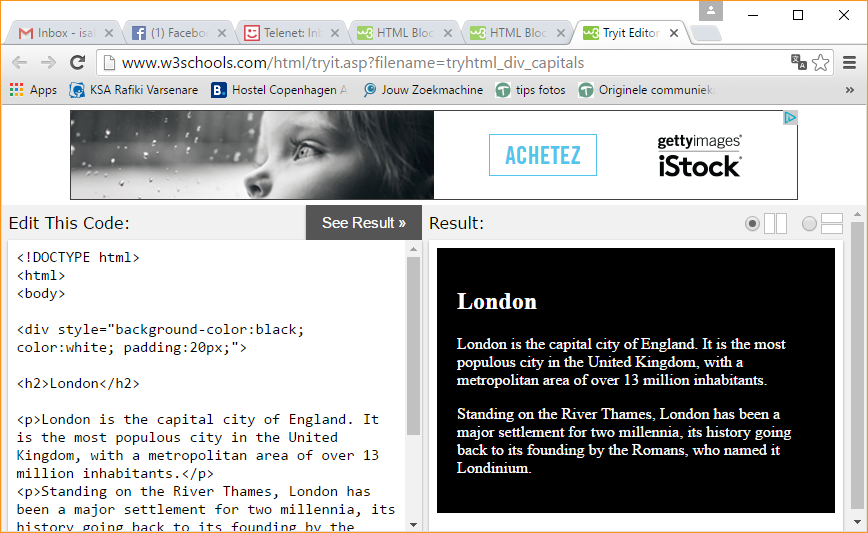 Inbox - isa
(1) Facebo
Telenet: Inl
HTML Bloc
HTML Bloc
Tryit Editor
www.w3schools.com/html/tryit.asp?filename=tryhtml_div_capitals
Apps
KSA Rafiki Varsenare
Hostel Copenhagen A
Jouw Zoekmachine
tips fotos
Originele communieka
»
ACHETEZ
gettyimages®
iStock®
Edit This Code:
See Result »
<!DOCTYPE html>
<html>
<body>
<div style="background-color:black;
color:white; padding:20px;">
<h2>London</h2>
<p>London is the capital city of England. It
is the most populous city in the United
Kingdom, with a metropolitan area of over 13
million inhabitants.</p>
<p>Standing on the River Thames, London has
been a major settlement for two millennia, its
history going back to its founding by the
Result:
London
London is the capital city of England. It is the most
populous city in the United Kingdom, with a
metropolitan area of over 13 million inhabitants.
Standing on the River Thames, London has been a
major settlement for two millennia, its history going
back to its founding by the Romans, who named it
Londinium.